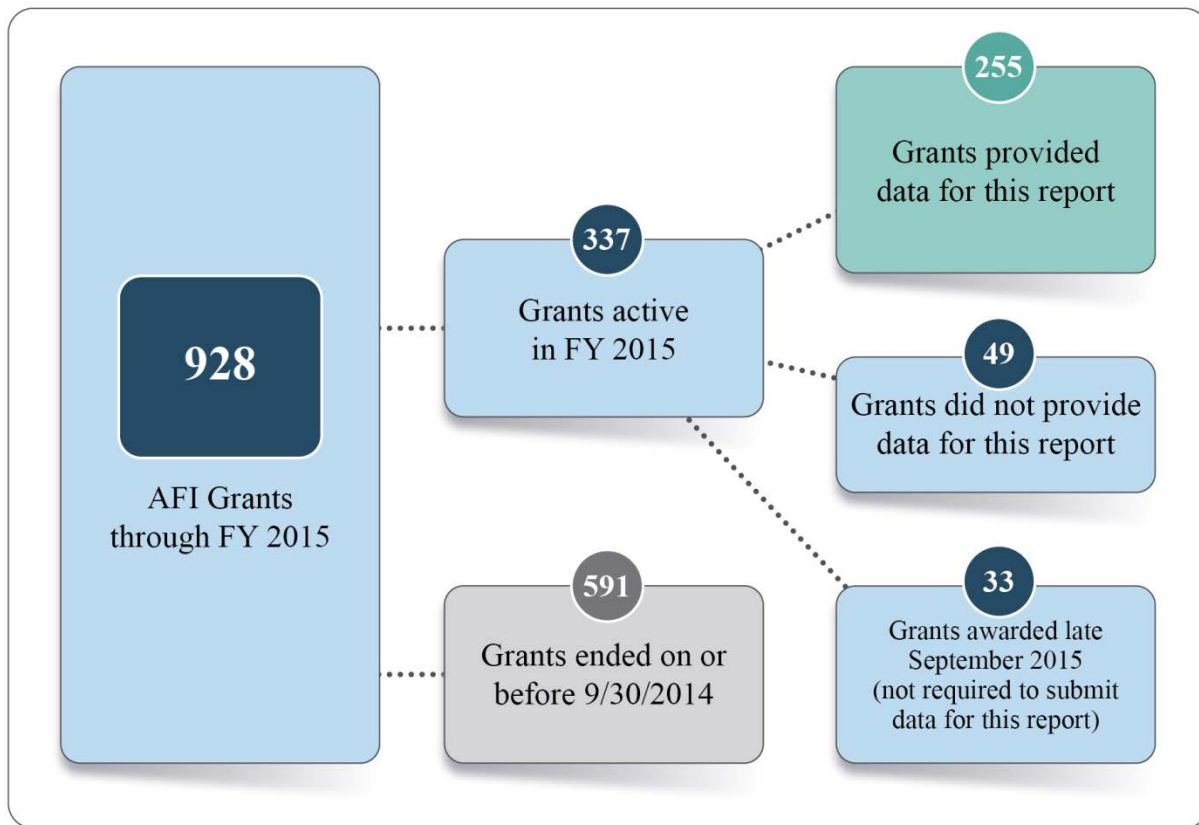 928
AFI Grants
through FY 2015
337
Grants active
in FY 2015
591
Grants ended on or
before 9/30/2014
255
Grants provided
data for this report
49
Grants did not provide
data for this report
33
Grants awarded late
September 2015
(not required to submit
data for this report)